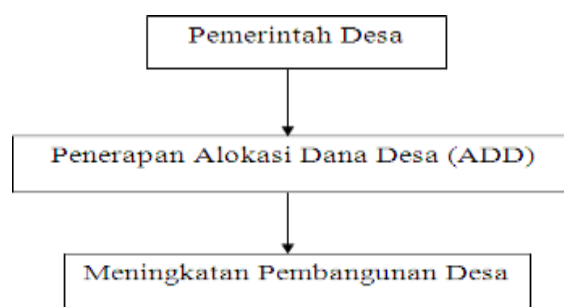 Pemerintah Desa
Penerapan Alokasi Dana Desa (ADD)
Meningkatan Pembangunan Desa